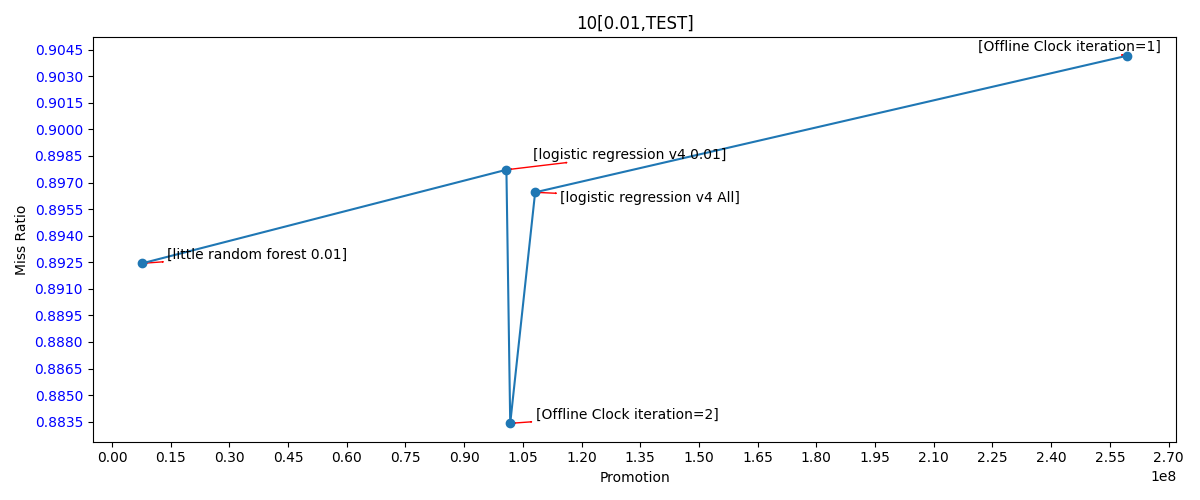 10[0.01,TEST]
Miss Ratio
0.9045
0.9030
0.9015
0.9000
0.8985
0.8970
0.8955
0.8940
0.8925
0.8910
0.8895
0.8880
0.8865
0.8850
0.8835
[Offline Clock iteration=1]
[logistic regression v4 0.01]
[logistic regression v4 All]
[little random forest 0.01]
[Offline Clock iteration=2]
0.00 0.15 0.30 0.45 0.60 0.75 0.90 1.05 1.20 1.35 1.50 1.65 1.80 1.95 2.10 2.25 2.40 2.55 2.70
1e8
Promotion